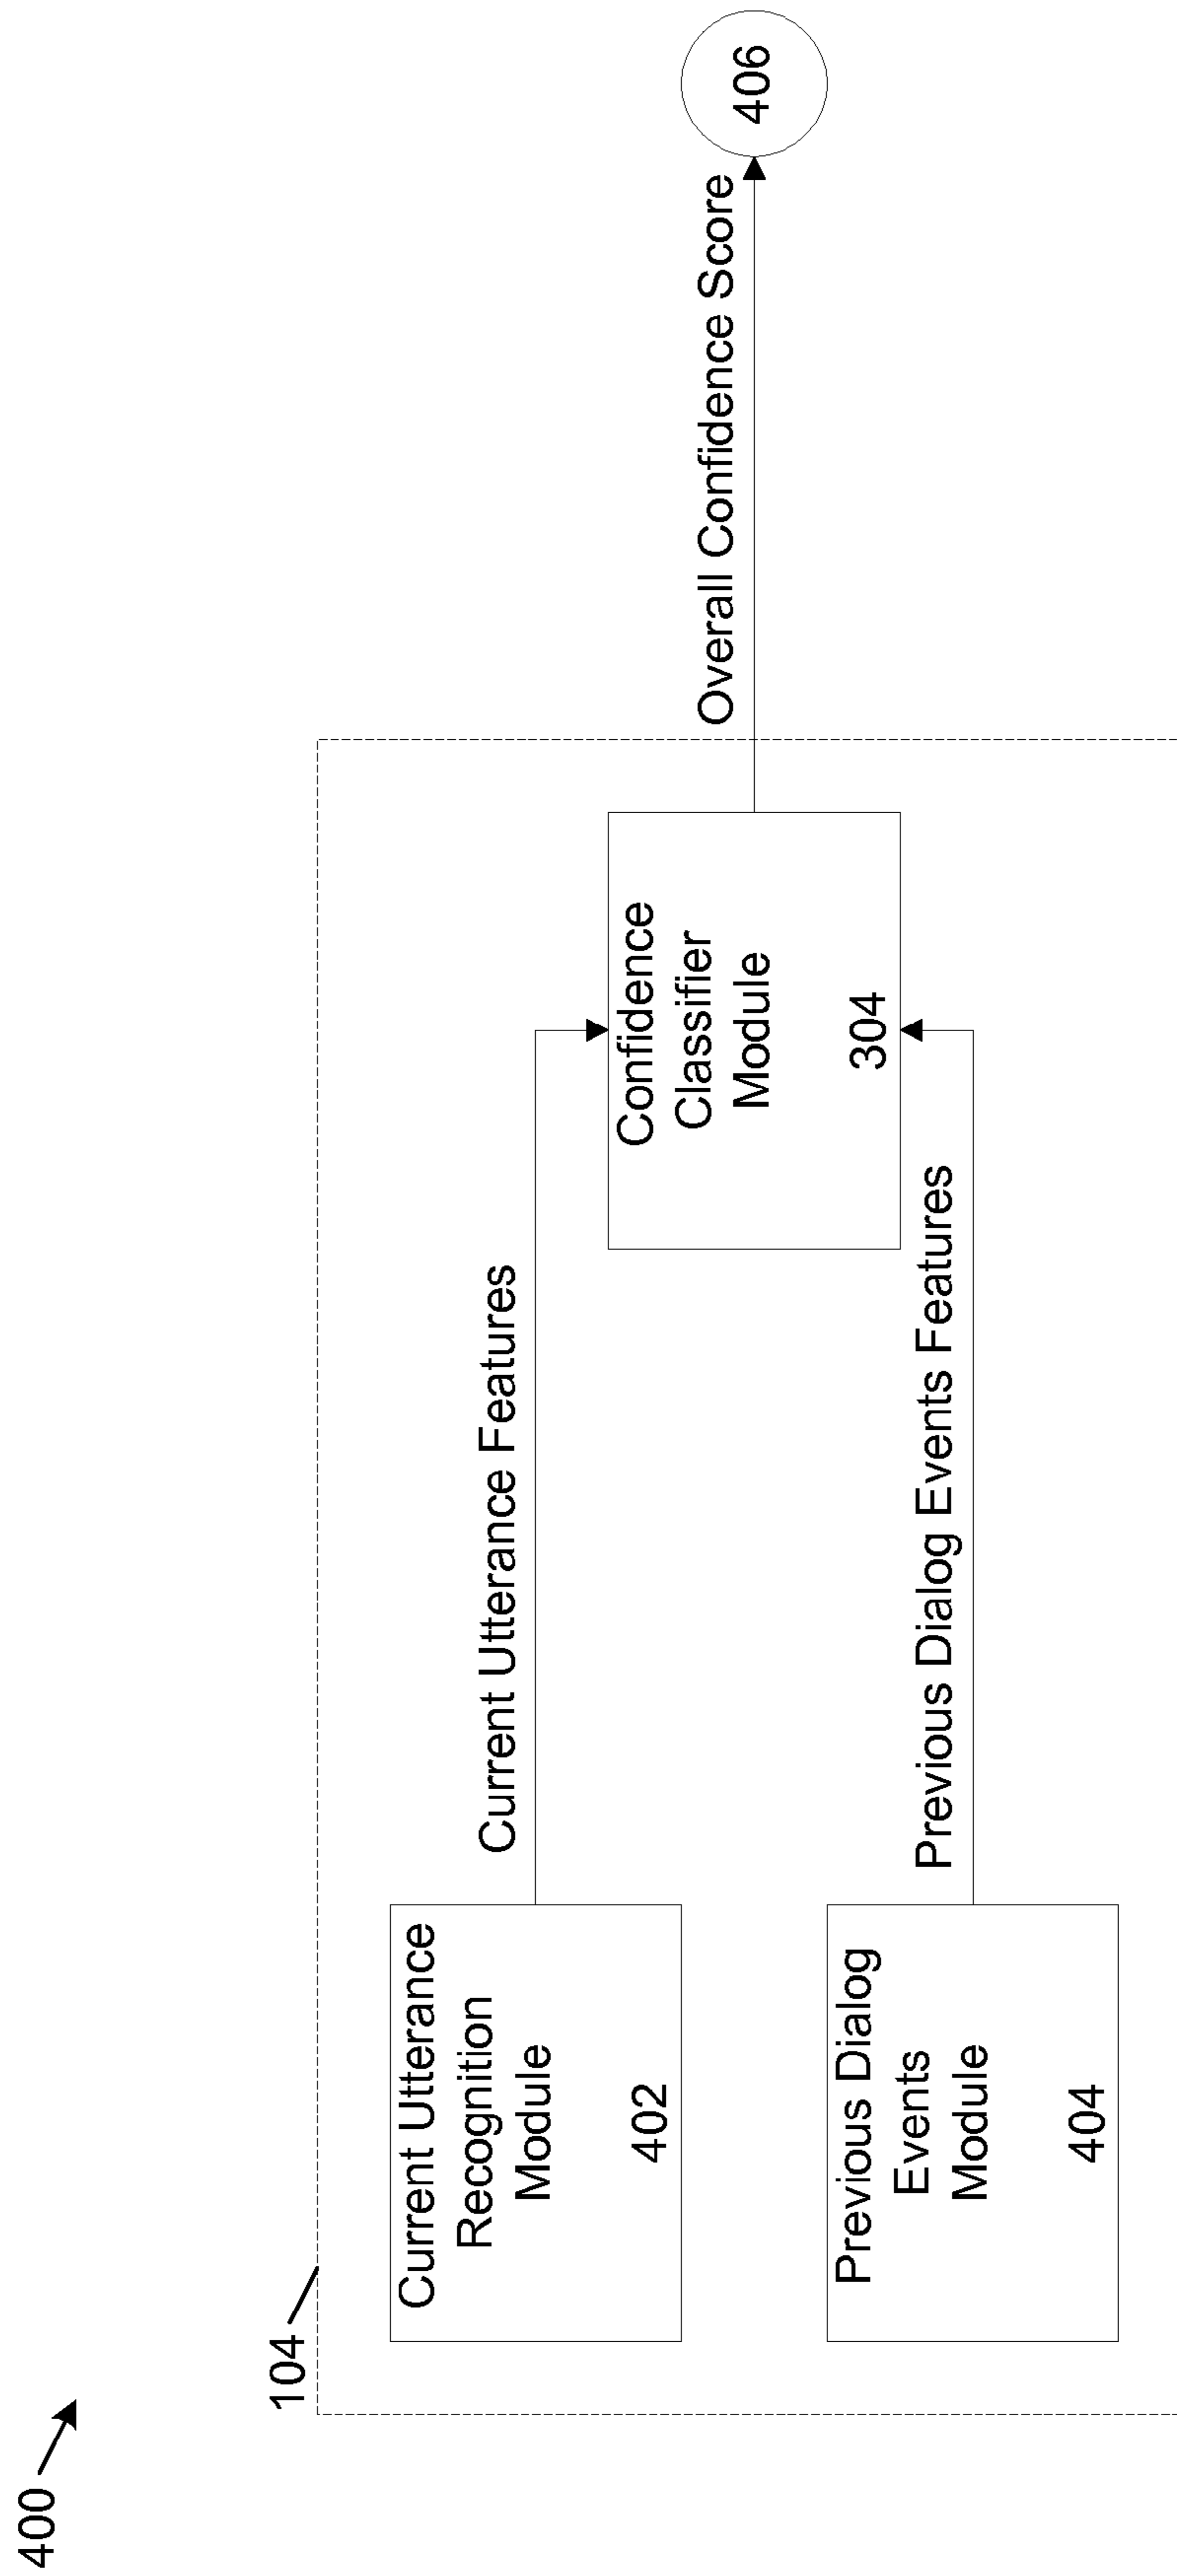 400
104
Current Utterance
Recognition
Module
402
Current Utterance Features
Previous Dialog
Events
Module
404
Previous Dialog Events Features
Confidence
Classifier
Module
304
Overall Confidence Score
406